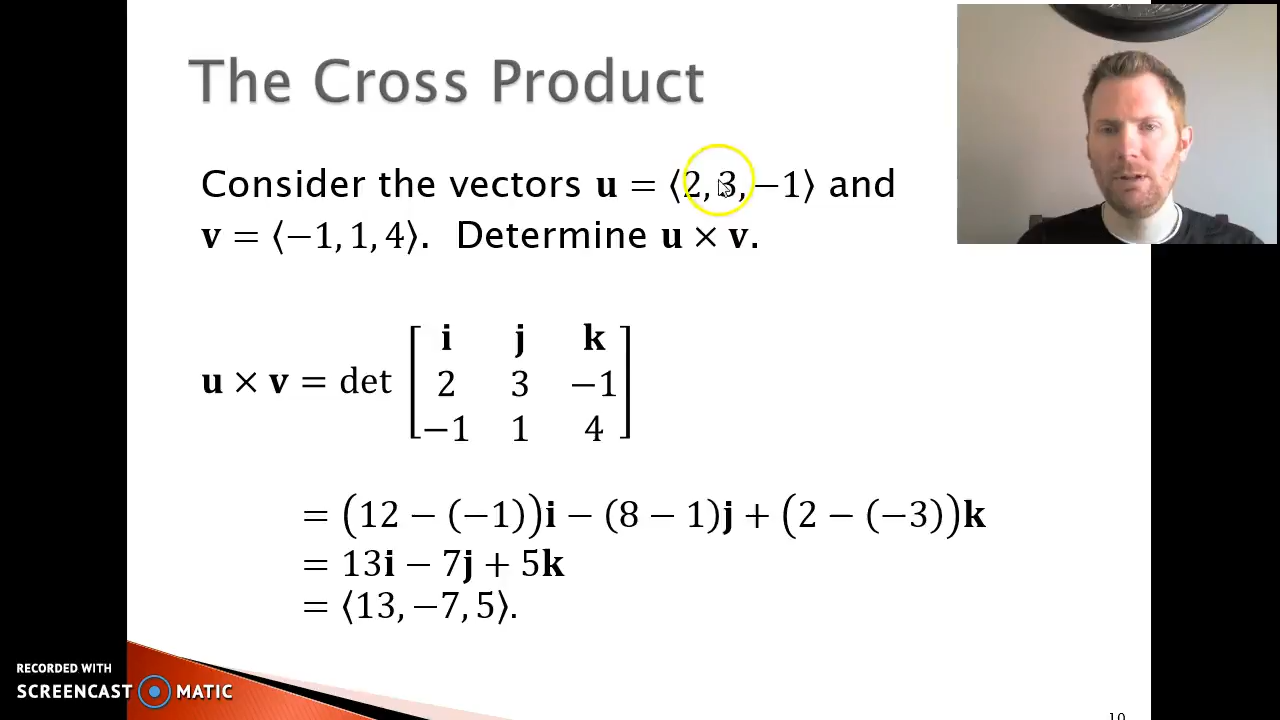 The Cross Product
Consider the vectors u = ⟨2, 3, −1⟩ and
v = ⟨−1, 1, 4⟩. Determine u × v.
i j k
u × v = det 2 3 −1
−1 1 4
= (12 − (−1))i − (8 − 1)j + (2 − (−3))k
= 13i − 7j + 5k
= ⟨13, −7, 5⟩.
RECORDED WITH
SCREENCAST MATIC
10